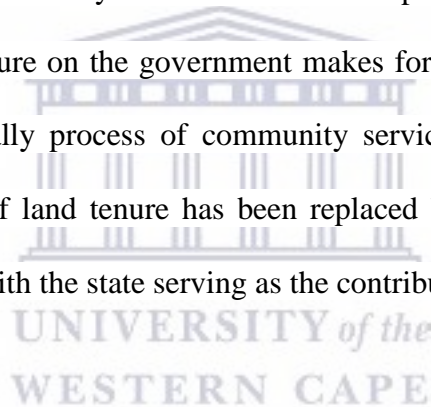 ure on the government makes for
lly process of community servic
f land tenure has been replaced
ith the state serving as the contribu
UNIVERSITY of the
WESTERN CAPE